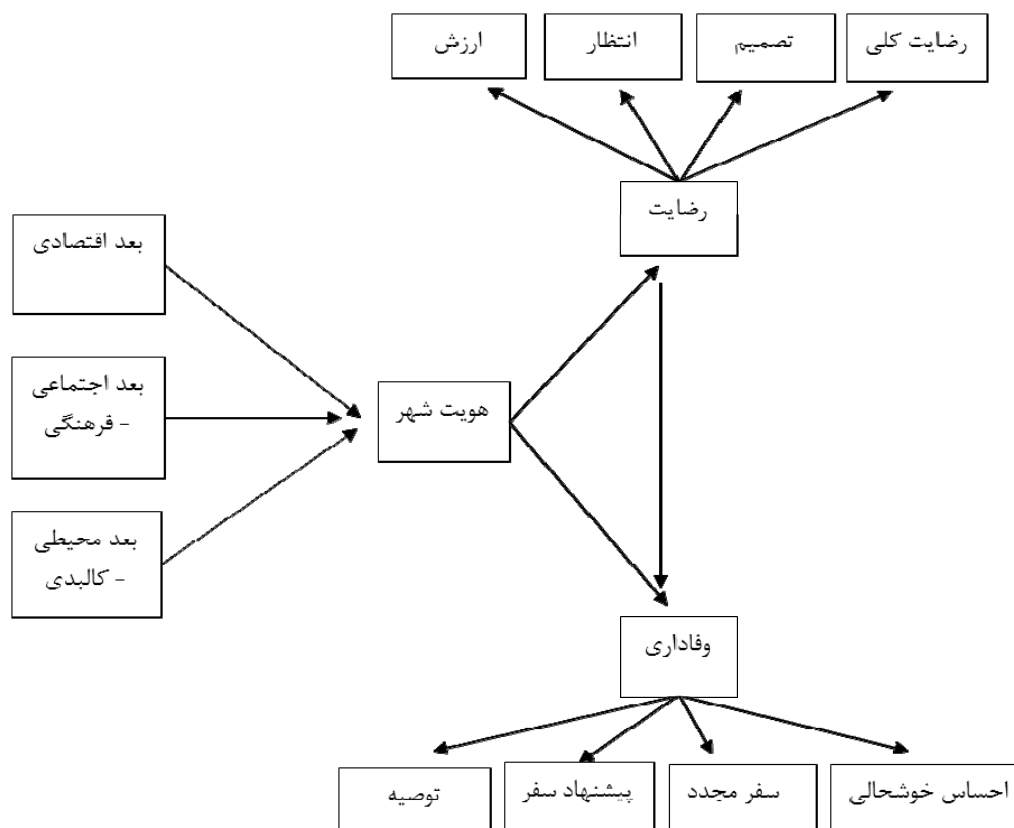 رضایت کلی
تصمیم
انتظار
ارزش
رضایت
بعد اقتصادی
بعد اجتماعی
- فرهنگی
هویت شهر
بعد محیطی
- کالبدی
وفاداری
احساس خوشحالی
سفر مجدد
پیشنهاد سفر
توصیه